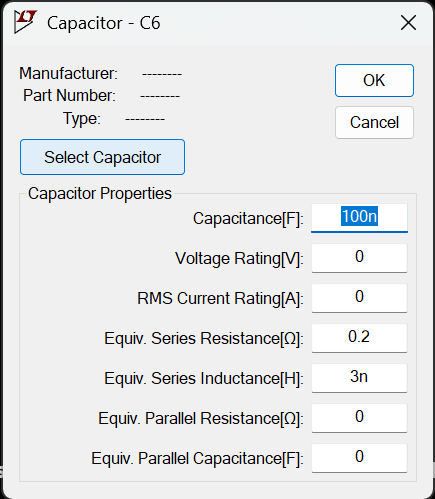 Capacitor - C6
Manufacturer: --------
Part Number: --------
Type: --------
OK
Cancel
Select Capacitor
Capacitor Properties
Capacitance[F]: 100n
Voltage Rating[V]: 0
RMS Current Rating[A]: 0
Equiv. Series Resistance[Ω]: 0.2
Equiv. Series Inductance[H]: 3n
Equiv. Parallel Resistance[Ω]: 0
Equiv. Parallel Capacitance[F]: 0